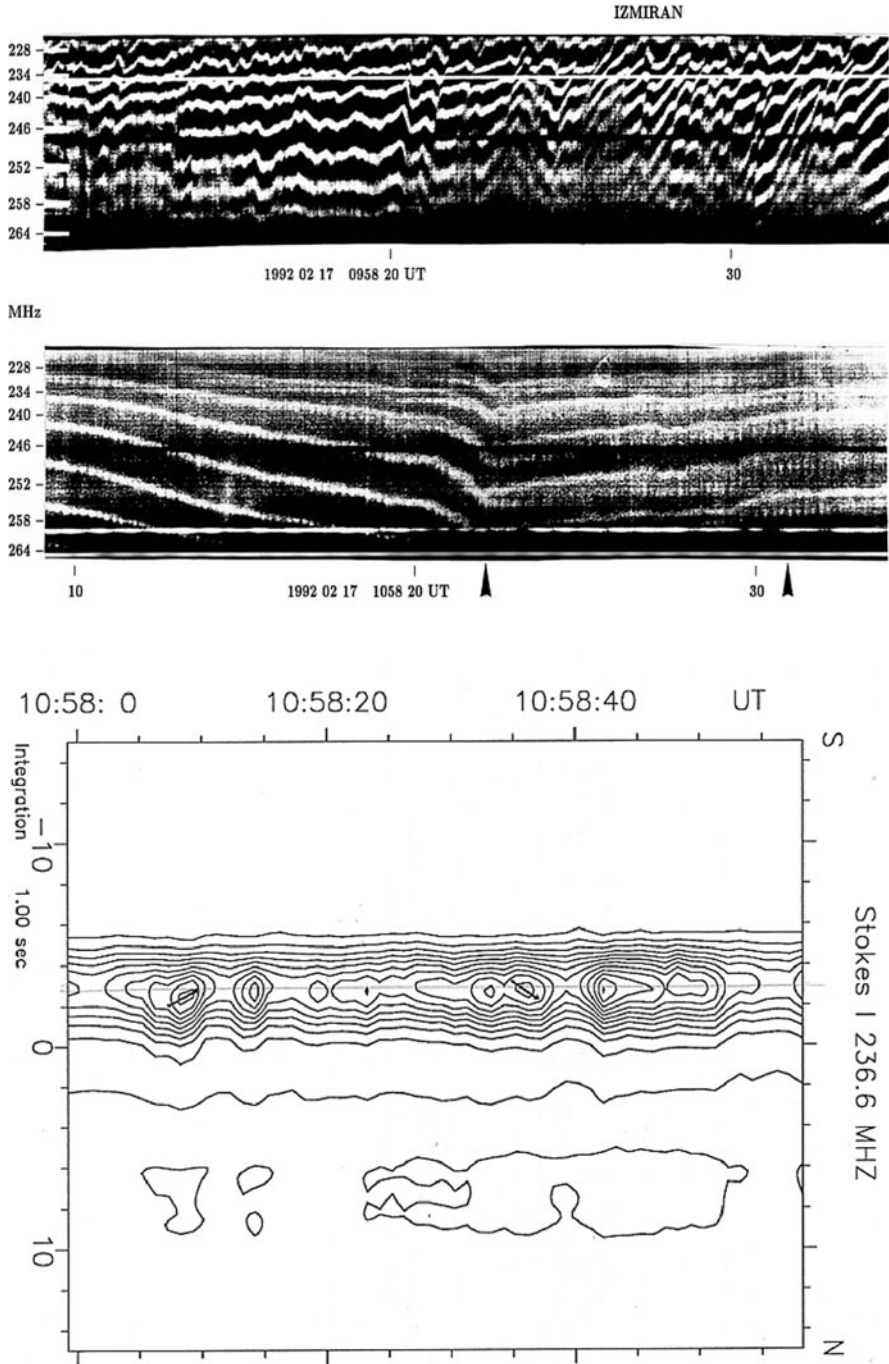 IZMIRAN
228
234
240
246
252
258
264
1992 02 17 0958 20 UT 30
MHz
228
234
240
246
252
258
264
10 1992 02 17 1058 20 UT 30
10:58: 0 10:58:20 10:58:40 UT
S
Integration 1.00 sec
−10
0
10
Stokes I 236.6 MHZ
N